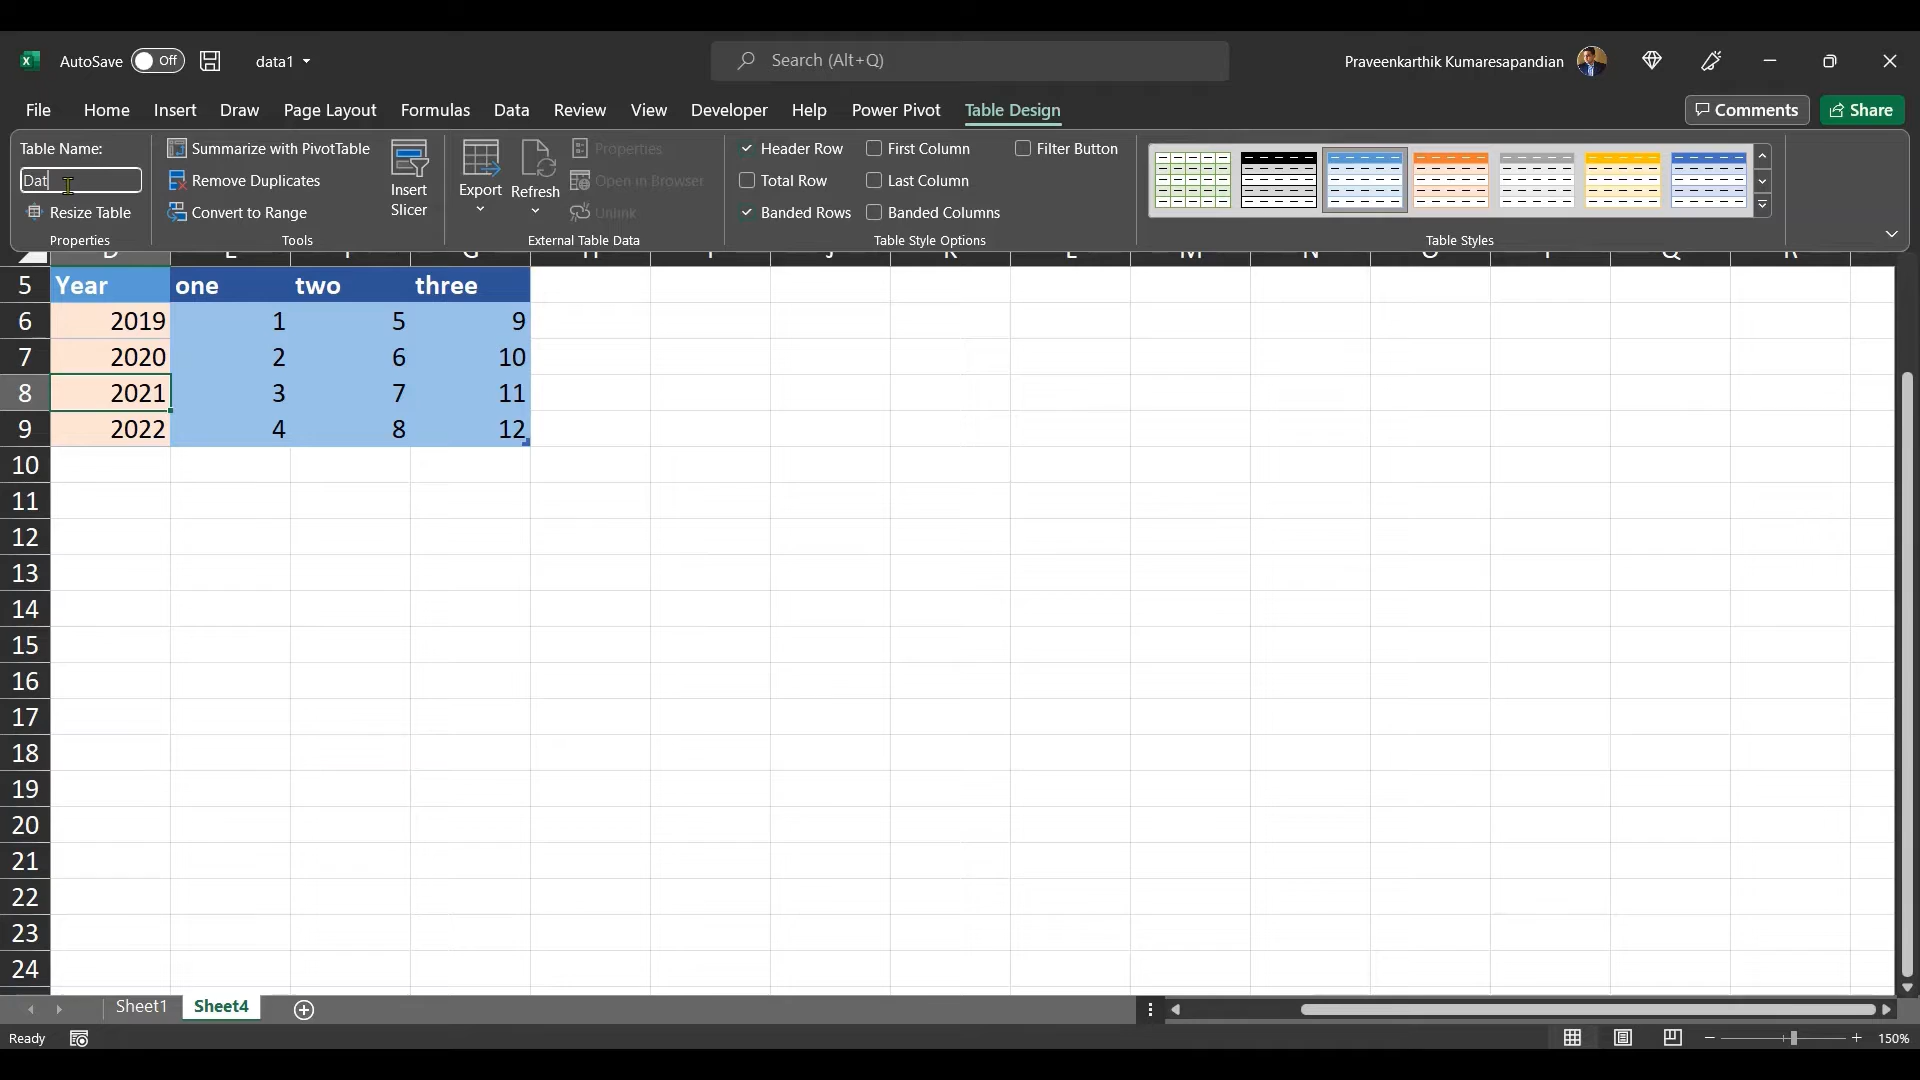 AutoSave Off data1 Search (Alt+Q) Praveenkarthik Kumaresapandian
File Home Insert Draw Page Layout Formulas Data Review View Developer Help Power Pivot Table Design Comments Share
Table Name:
Dat
Resize Table
Properties
Summarize with PivotTable
Remove Duplicates
Convert to Range
Tools
Insert
Slicer
Export Refresh
Properties
Open in Browser
Unlink
External Table Data
Header Row First Column Filter Button
Total Row Last Column
Banded Rows Banded Columns
Table Style Options
Table Styles
5 Year one two three
6 2019 1 5 9
7 2020 2 6 10
8 2021 3 7 11
9 2022 4 8 12
10
11
12
13
14
15
16
17
18
19
20
21
22
23
24
Sheet1 Sheet4
Ready 150%